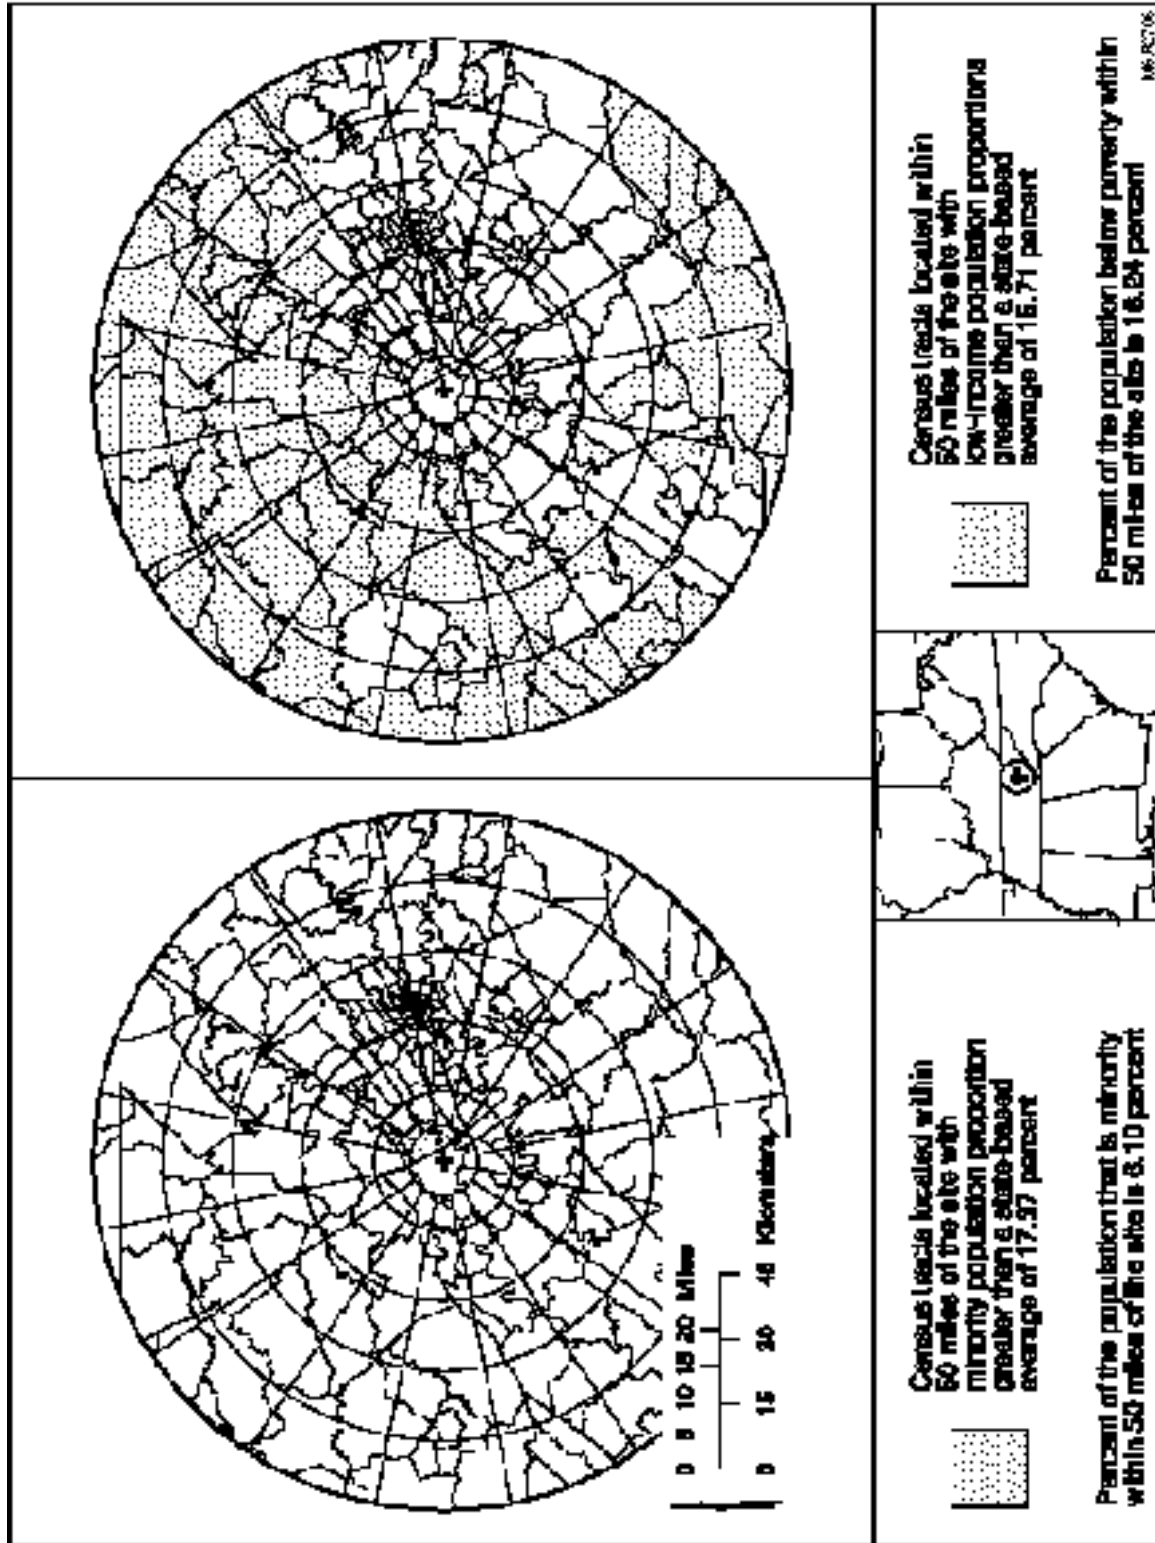 0 5 10 15 20 Miles
0 15 30 45 Kilometers
Census tracts located within
50 miles of the site with
minority population proportion
greater than a state-based
average of 17.97 percent
Percent of the population that is minority
within 50 miles of the site is 6.10 percent
Census tracts located within
50 miles of the site with
low-income population proportions
greater than a state-based
average of 15.71 percent
Percent of the population below poverty within
50 miles of the site is 16.24 percent